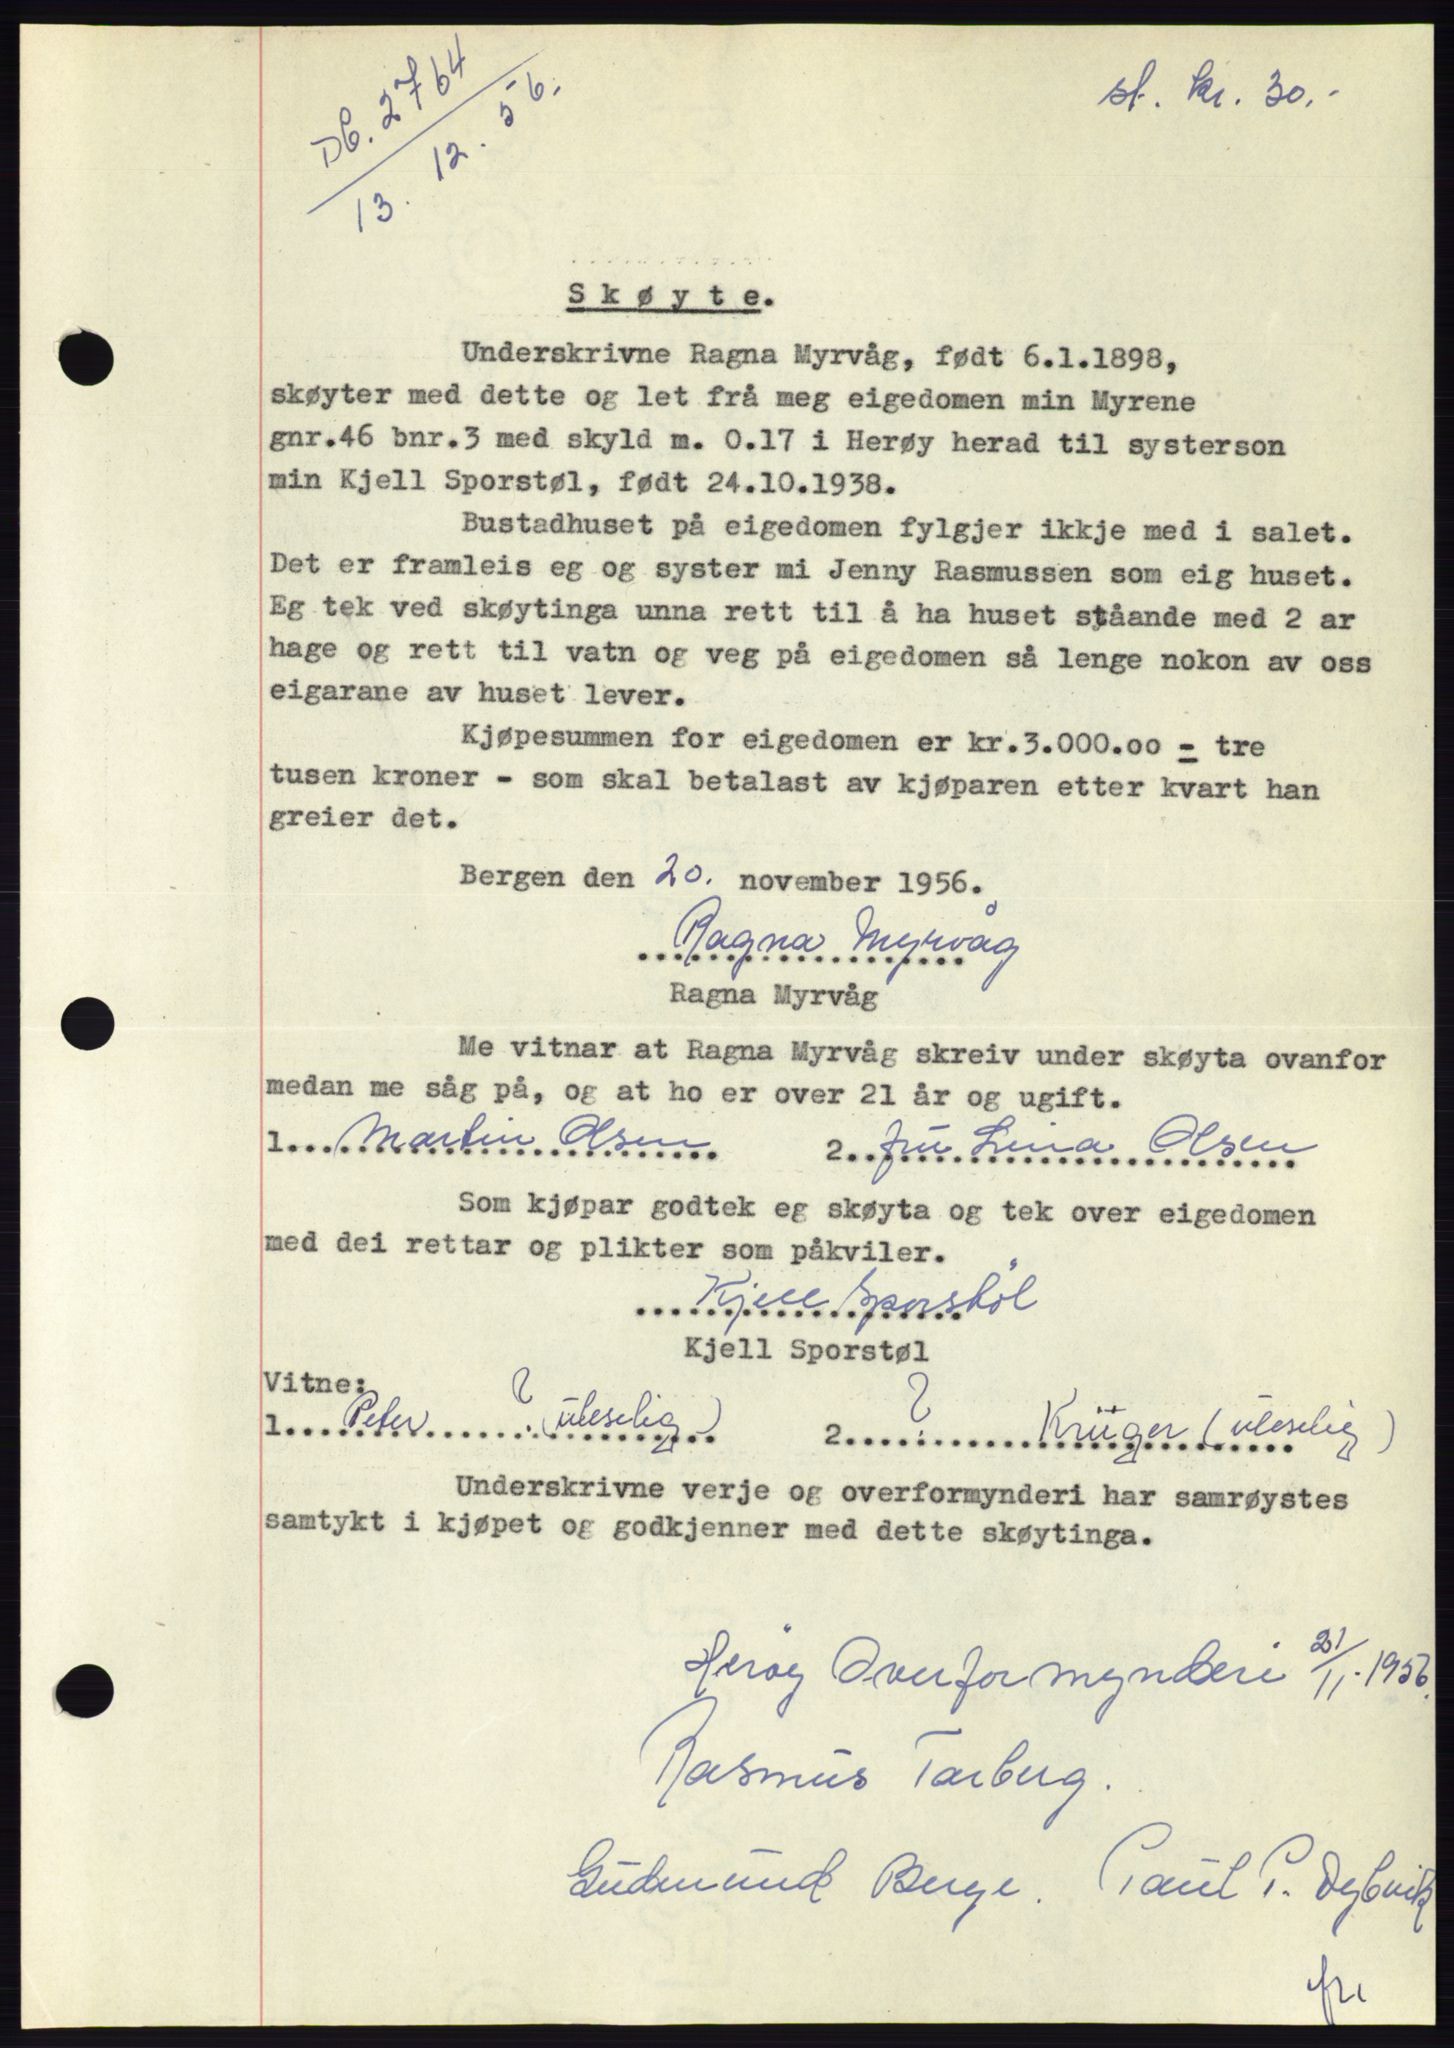 Db. 2764
13. 12. 56.
st. kr. 30.-
Skøyte.
Underskrivne Ragna Myrvåg, født 6.1.1898,
skøyter med dette og let frå meg eigedomen min Myrene
gnr.46 bnr.3 med skyld m. 0.17 i Herøy herad til systerson
min Kjell Sporstøl, født 24.10.1938.
Bustadhuset på eigedomen fylgjer ikkje med i salet.
Det er framleis eg og syster mi Jenny Rasmussen som eig huset.
Eg tek ved skøytinga unna rett til å ha huset ståande med 2 ar
hage og rett til vatn og veg på eigedomen så lenge nokon av oss
eigarane av huset lever.
Kjøpesummen for eigedomen er kr.3.000.oo - tre
tusen kroner - som skal betalast av kjøparen etter kvart han
greier det.
Bergen den 20. november 1956.
Ragna Myrvåg
Ragna Myrvåg
Me vitnar at Ragna Myrvåg skreiv under skøyta ovanfor
medan me såg på, og at ho er over 21 år og ugift.
1. Martin Olsen 2. fru Lina Olsen
Som kjøpar godtek eg skøyta og tek over eigedomen
med dei rettar og plikter som påkviler.
Kjell Sporstøl
Kjell Sporstøl
Vitne:
1. Peter ? (uleselig) 2. ? Krüger (uleselig)
Underskrivne verje og overformynderi har samrøystes
samtykt i kjøpet og godkjenner med dette skøytinga.
Herøy Overformynderi 21/11-1956.
Rasmus Tarberg.
Gudmund Berge. Paul P. Dybvik